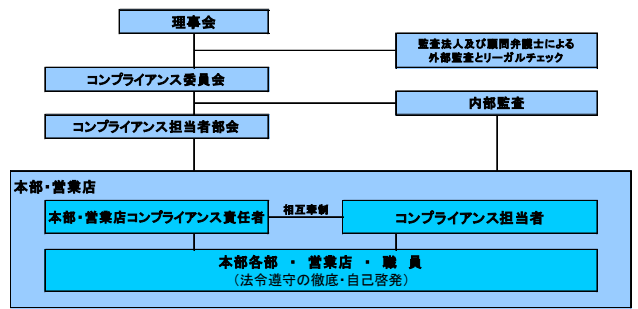 理事会
監査法人及び顧問弁護士による
外部監査とリーガルチェック
コンプライアンス委員会
内部監査
コンプライアンス担当者部会
本部・営業店
本部・営業店コンプライアンス責任者
相互牽制
コンプライアンス担当者
本部各部 ・ 営業店 ・ 職 員
（法令遵守の徹底・自己啓発）